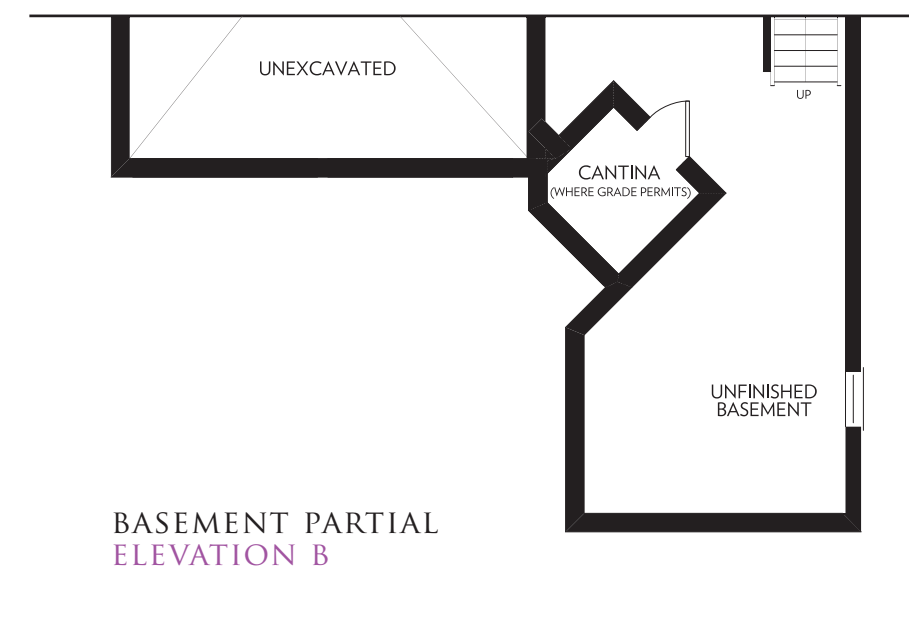 UNEXCAVATED
UP
CANTINA
(WHERE GRADE PERMITS)
UNFINISHED
BASEMENT
BASEMENT PARTIAL
ELEVATION B